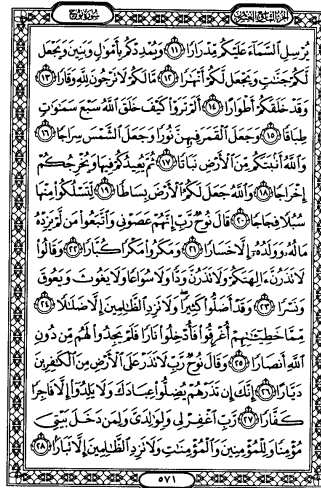 الجزء التاسع والعشرون
سورة نوح
يُرْسِلِ السَّمَاءَ عَلَيْكُم مِّدْرَارًا ﴿١١﴾ وَيُمْدِدْكُم بِأَمْوَٰلٍ وَبَنِينَ وَيَجْعَل
لَّكُمْ جَنَّٰتٍ وَيَجْعَل لَّكُمْ أَنْهَٰرًا ﴿١٢﴾ مَّا لَكُمْ لَا تَرْجُونَ لِلَّهِ وَقَارًا ﴿١٣﴾
وَقَدْ خَلَقَكُمْ أَطْوَارًا ﴿١٤﴾ أَلَمْ تَرَوْا۟ كَيْفَ خَلَقَ ٱللَّهُ سَبْعَ سَمَٰوَٰتٍ
طِبَاقًا ﴿١٥﴾ وَجَعَلَ ٱلْقَمَرَ فِيهِنَّ نُورًا وَجَعَلَ ٱلشَّمْسَ سِرَاجًا ﴿١٦﴾
وَٱللَّهُ أَنۢبَتَكُم مِّنَ ٱلْأَرْضِ نَبَاتًا ﴿١٧﴾ ثُمَّ يُعِيدُكُمْ فِيهَا وَيُخْرِجُكُمْ
إِخْرَاجًا ﴿١٨﴾ وَٱللَّهُ جَعَلَ لَكُمُ ٱلْأَرْضَ بِسَاطًا ﴿١٩﴾ لِّتَسْلُكُوا۟ مِنْهَا
سُبُلًا فِجَاجًا ﴿٢٠﴾ قَالَ نُوحٌ رَّبِّ إِنَّهُمْ عَصَوْنِى وَٱتَّبَعُوا۟ مَن لَّمْ يَزِدْهُ
مَالُهُۥ وَوَلَدُهُۥٓ إِلَّا خَسَارًا ﴿٢١﴾ وَمَكَرُوا۟ مَكْرًا كُبَّارًا ﴿٢٢﴾ وَقَالُوا۟
لَا تَذَرُنَّ ءَالِهَتَكُمْ وَلَا تَذَرُنَّ وَدًّا وَلَا سُوَاعًا وَلَا يَغُوثَ وَيَعُوقَ
وَنَسْرًا ﴿٢٣﴾ وَقَدْ أَضَلُّوا۟ كَثِيرًا وَلَا تَزِدِ ٱلظَّٰلِمِينَ إِلَّا ضَلَٰلًا ﴿٢٤﴾
مِّمَّا خَطِيٓـَٰٔتِهِمْ أُغْرِقُوا۟ فَأُدْخِلُوا۟ نَارًا فَلَمْ يَجِدُوا۟ لَهُم مِّن دُونِ
ٱللَّهِ أَنصَارًا ﴿٢٥﴾ وَقَالَ نُوحٌ رَّبِّ لَا تَذَرْ عَلَى ٱلْأَرْضِ مِنَ ٱلْكَٰفِرِينَ
دَيَّارًا ﴿٢٦﴾ إِنَّكَ إِن تَذَرْهُمْ يُضِلُّوا۟ عِبَادَكَ وَلَا يَلِدُوٓا۟ إِلَّا فَاجِرًا
كَفَّارًا ﴿٢٧﴾ رَّبِّ ٱغْفِرْ لِى وَلِوَٰلِدَىَّ وَلِمَن دَخَلَ بَيْتِىَ
مُؤْمِنًا وَلِلْمُؤْمِنِينَ وَٱلْمُؤْمِنَٰتِ وَلَا تَزِدِ ٱلظَّٰلِمِينَ إِلَّا تَبَارًۢا ﴿٢٨﴾
٥٧١